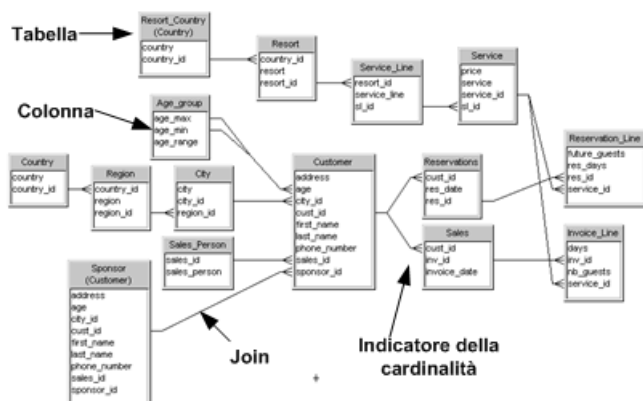 Tabella
Resort_Country
(Country)
country
country_id
Resort
country_id
resort
resort_id
Service_Line
resort_id
service_line
sl_id
Service
price
service
service_id
sl_id
Colonna
Age_group
age_max
age_min
age_range
Country
country
country_id
Region
country_id
region
region_id
City
city
city_id
region_id
Customer
address
age
city_id
cust_id
first_name
last_name
phone_number
sales_id
sponsor_id
Reservations
cust_id
res_date
res_id
Reservation_Line
future_guests
res_days
res_id
service_id
Sales_Person
sales_id
sales_person
Sales
cust_id
inv_id
invoice_date
Invoice_Line
days
inv_id
nb_guests
service_id
Sponsor
(Customer)
address
age
city_id
cust_id
first_name
last_name
phone_number
sales_id
sponsor_id
Join
Indicatore della
cardinalità